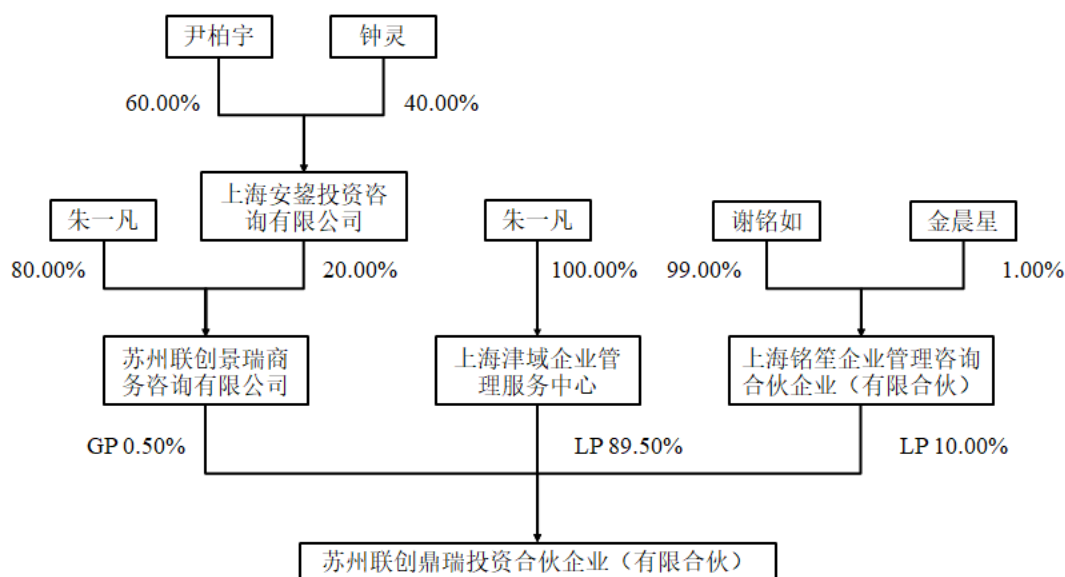 尹柏宇
钟灵
60.00%
40.00%
上海安鋆投资咨
询有限公司
朱一凡
朱一凡
谢铭如
金晨星
80.00%
20.00%
100.00%
99.00%
1.00%
苏州联创景瑞商
务咨询有限公司
上海津域企业管
理服务中心
上海铭笙企业管理咨询
合伙企业（有限合伙）
GP 0.50%
LP 89.50%
LP 10.00%
苏州联创鼎瑞投资合伙企业（有限合伙）